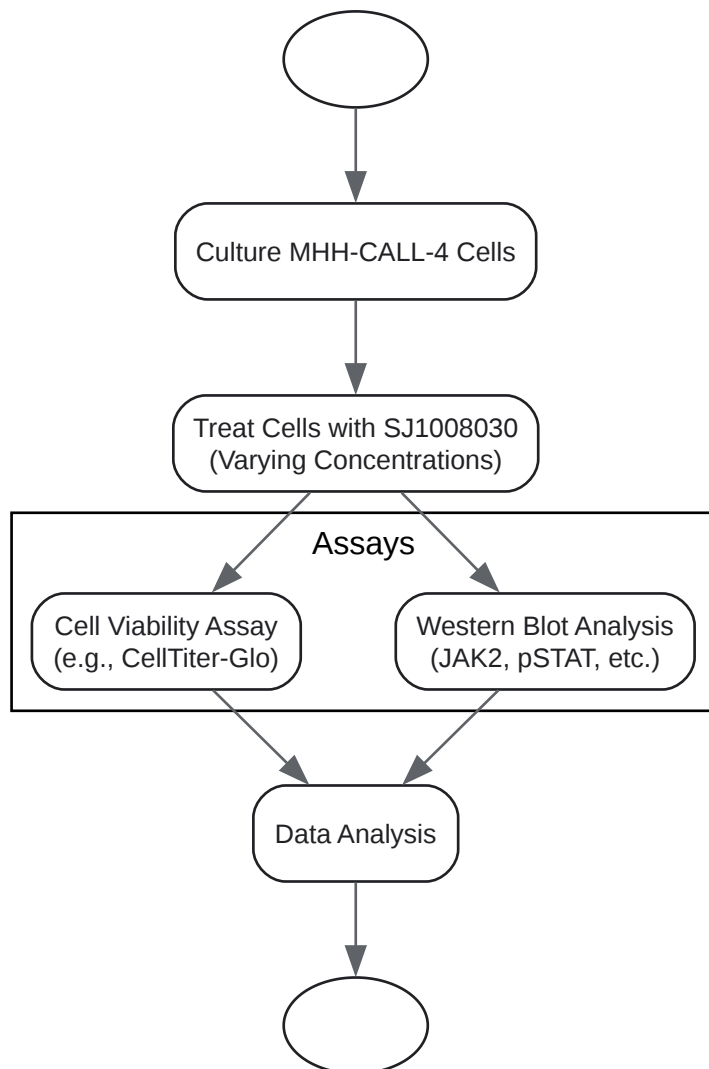 Culture MHH-CALL-4 Cells
Treat Cells with SJ1008030
(Varying Concentrations)
Assays
Cell Viability Assay
(e.g., CellTiter-Glo)
Western Blot Analysis
(JAK2, pSTAT, etc.)
Data Analysis